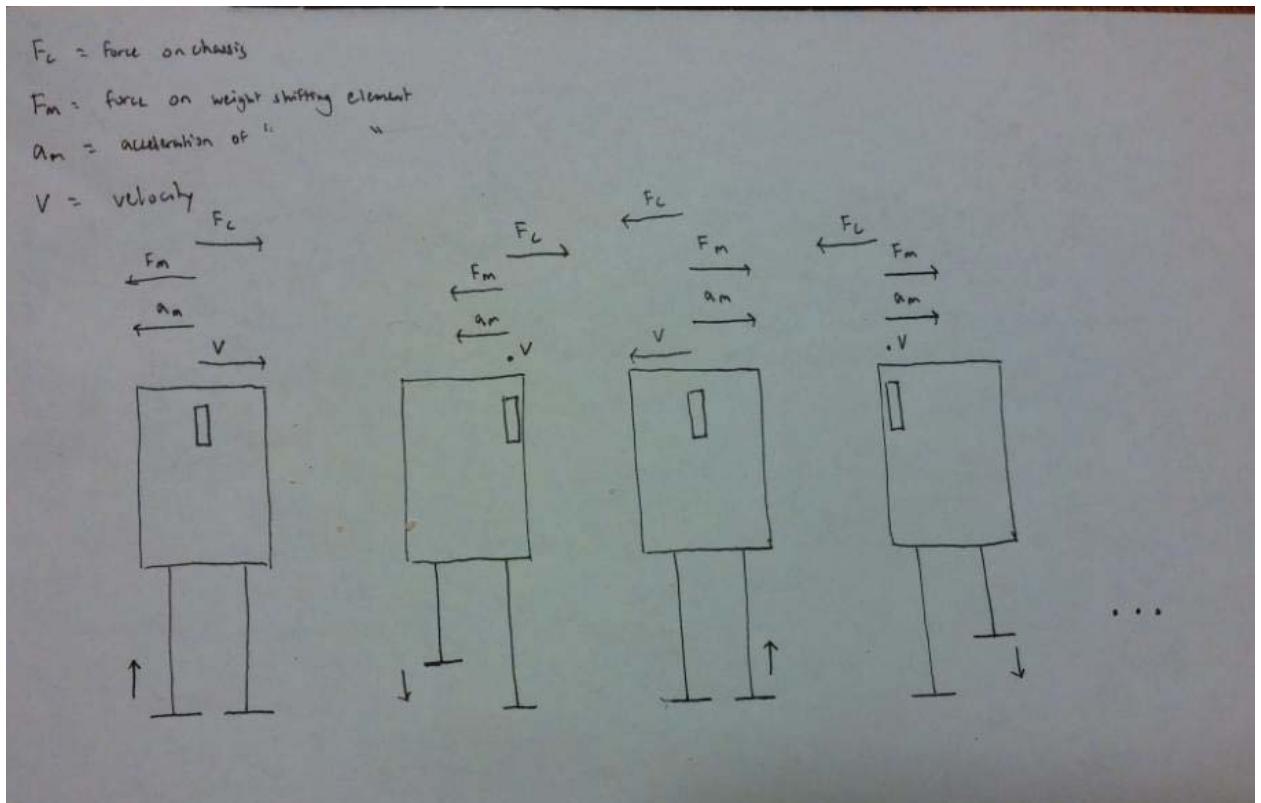 Fc = force on chassis
Fm = force on weight shifting element
am = acceleration of " "
V = velocity
Fc
Fm
am
V
Fc
Fm
am
V
Fc
Fm
am
V
Fc
Fm
am
V
...